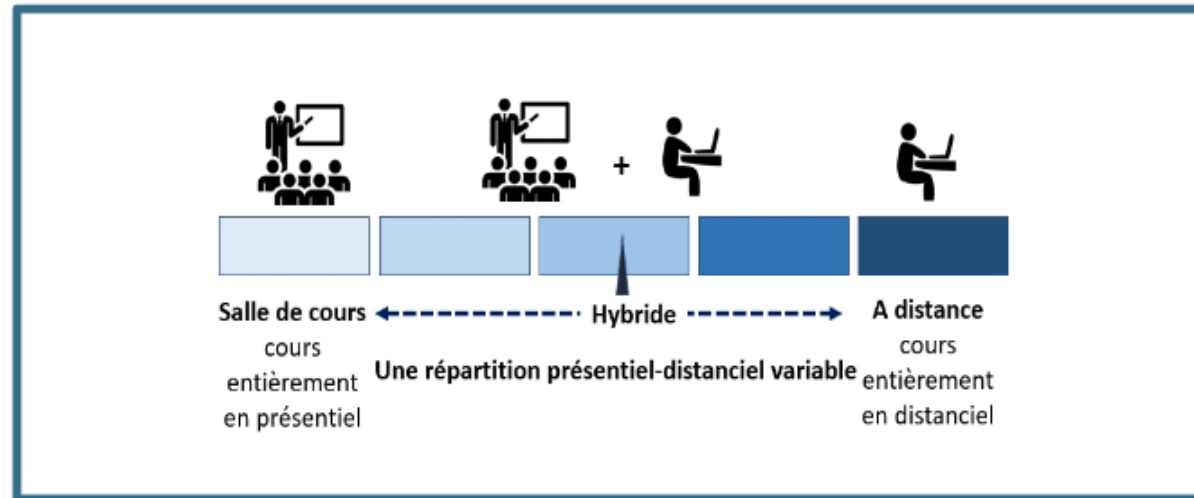 +
Salle de cours
cours
entièrement
en présentiel
Hybride
Une répartition présentiel-distanciel variable
A distance
cours
entièrement
en distanciel